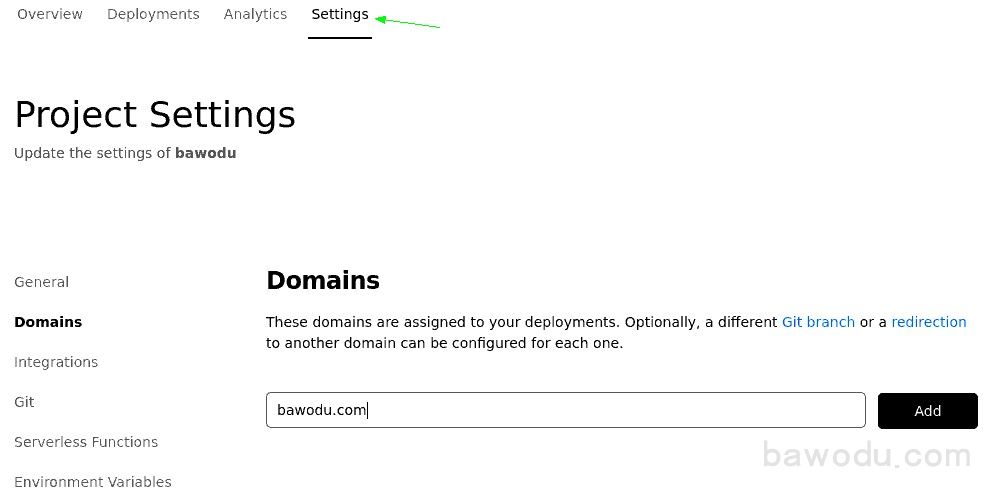 Overview Deployments Analytics Settings
Project Settings
Update the settings of bawodu
General
Domains
Integrations
Git
Serverless Functions
Environment Variables
Domains
These domains are assigned to your deployments. Optionally, a different Git branch or a redirection
to another domain can be configured for each one.
bawodu.com
Add
bawodu.com